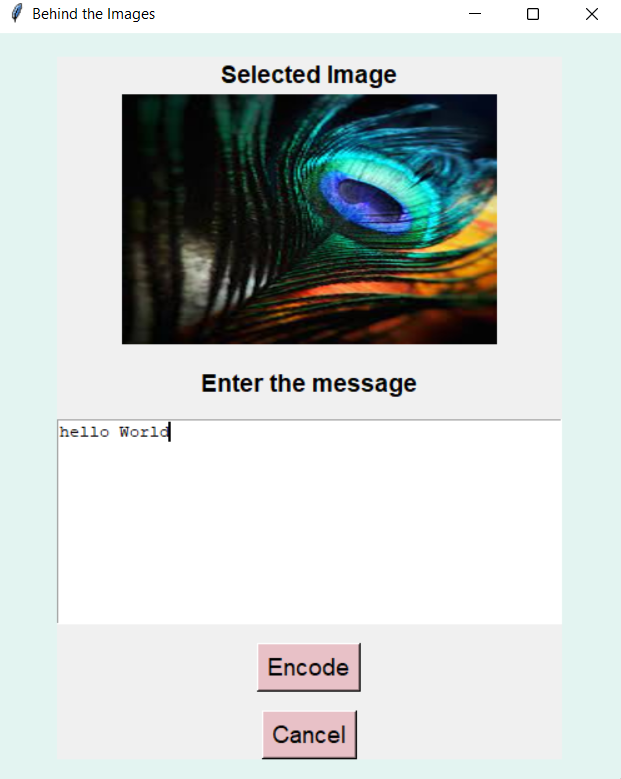 Behind the Images
Selected Image
Enter the message
hello World
Encode
Cancel